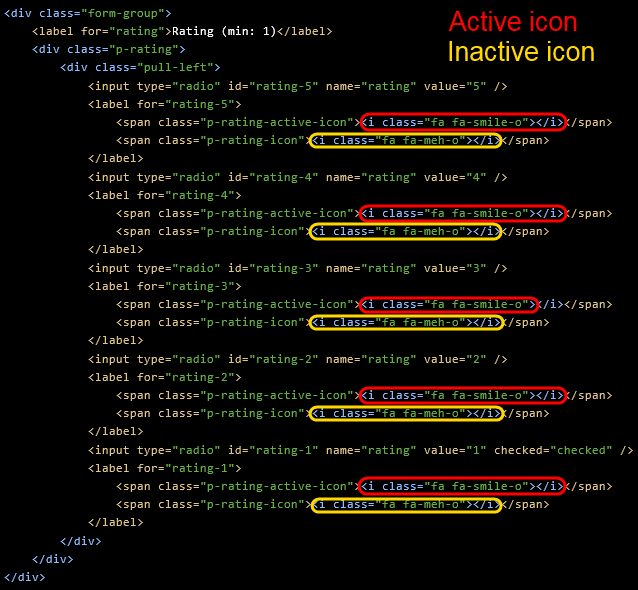 <div class="form-group">
Active icon
<label for="rating">Rating (min: 1)</label>
<div class="p-rating">
Inactive icon
<div class="pull-left">
<input type="radio" id="rating-5" name="rating" value="5" />
<label for="rating-5">
<span class="p-rating-active-icon"><i class="fa fa-smile-o"></i></span>
<span class="p-rating-icon"><i class="fa fa-meh-o"></i></span>
</label>
<input type="radio" id="rating-4" name="rating" value="4" />
<label for="rating-4">
<span class="p-rating-active-icon"><i class="fa fa-smile-o"></i></span>
<span class="p-rating-icon"><i class="fa fa-meh-o"></i></span>
</label>
<input type="radio" id="rating-3" name="rating" value="3" />
<label for="rating-3">
<span class="p-rating-active-icon"><i class="fa fa-smile-o"></i></span>
<span class="p-rating-icon"><i class="fa fa-meh-o"></i></span>
</label>
<input type="radio" id="rating-2" name="rating" value="2" />
<label for="rating-2">
<span class="p-rating-active-icon"><i class="fa fa-smile-o"></i></span>
<span class="p-rating-icon"><i class="fa fa-meh-o"></i></span>
</label>
<input type="radio" id="rating-1" name="rating" value="1" checked="checked" />
<label for="rating-1">
<span class="p-rating-active-icon"><i class="fa fa-smile-o"></i></span>
<span class="p-rating-icon"><i class="fa fa-meh-o"></i></span>
</label>
</div>
</div>
</div>